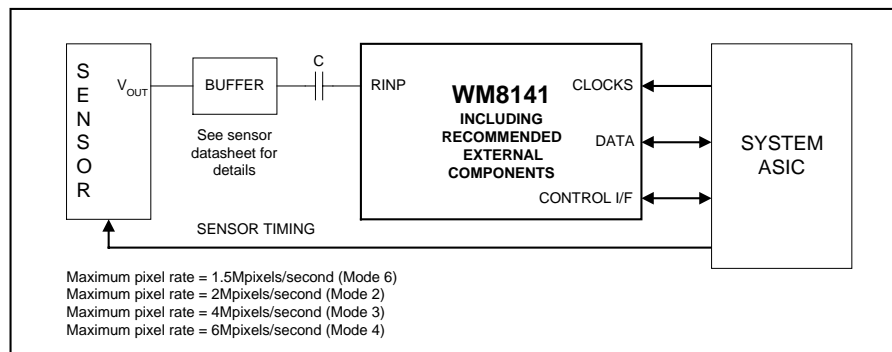 SENSOR
V_OUT
BUFFER
See sensor
datasheet for
details
C
RINP
WM8141
INCLUDING
RECOMMENDED
EXTERNAL
COMPONENTS
CLOCKS
DATA
CONTROL I/F
SYSTEM
ASIC
SENSOR TIMING
Maximum pixel rate = 1.5Mpixels/second (Mode 6)
Maximum pixel rate = 2Mpixels/second (Mode 2)
Maximum pixel rate = 4Mpixels/second (Mode 3)
Maximum pixel rate = 6Mpixels/second (Mode 4)